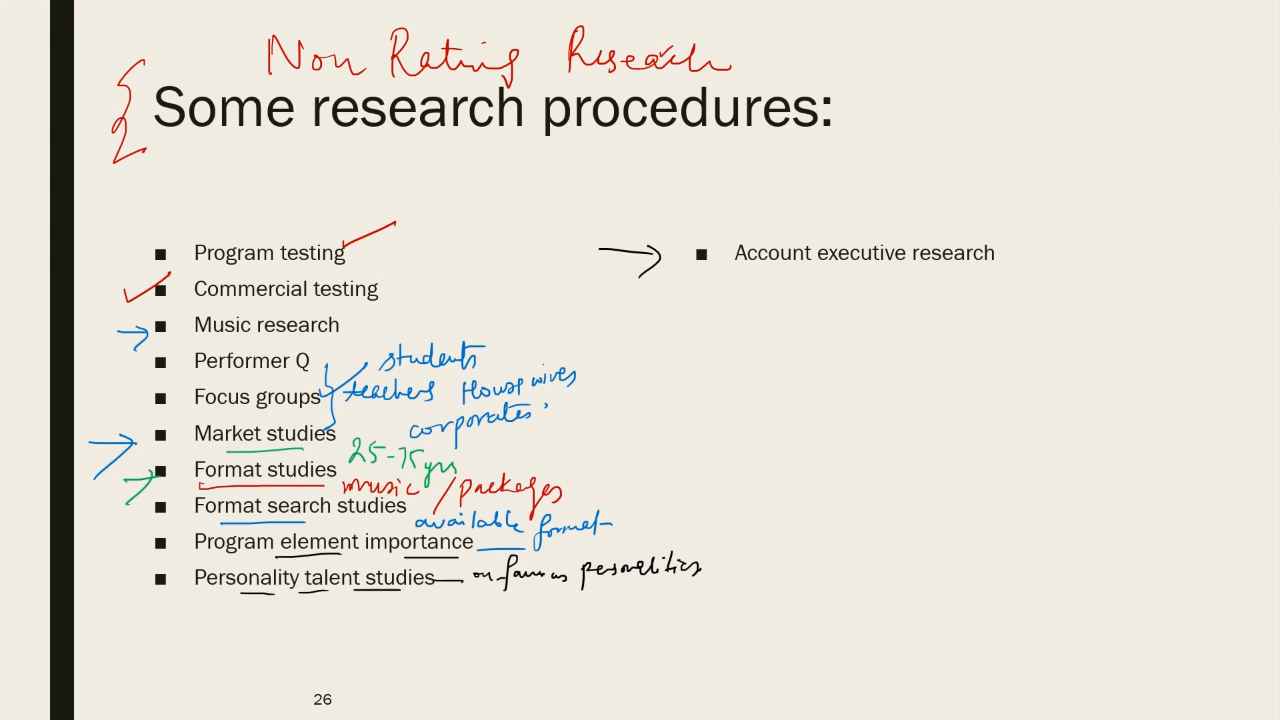 Non Rating Research
Some research procedures:
Program testing
Commercial testing
Music research
Performer Q
students
Focus groups
teachers Housewives
corporates
Market studies
25-75 yrs
Format studies
music / packages
Format search studies
available format
Program element importance
Personality talent studies
on famous personalities
Account executive research
26